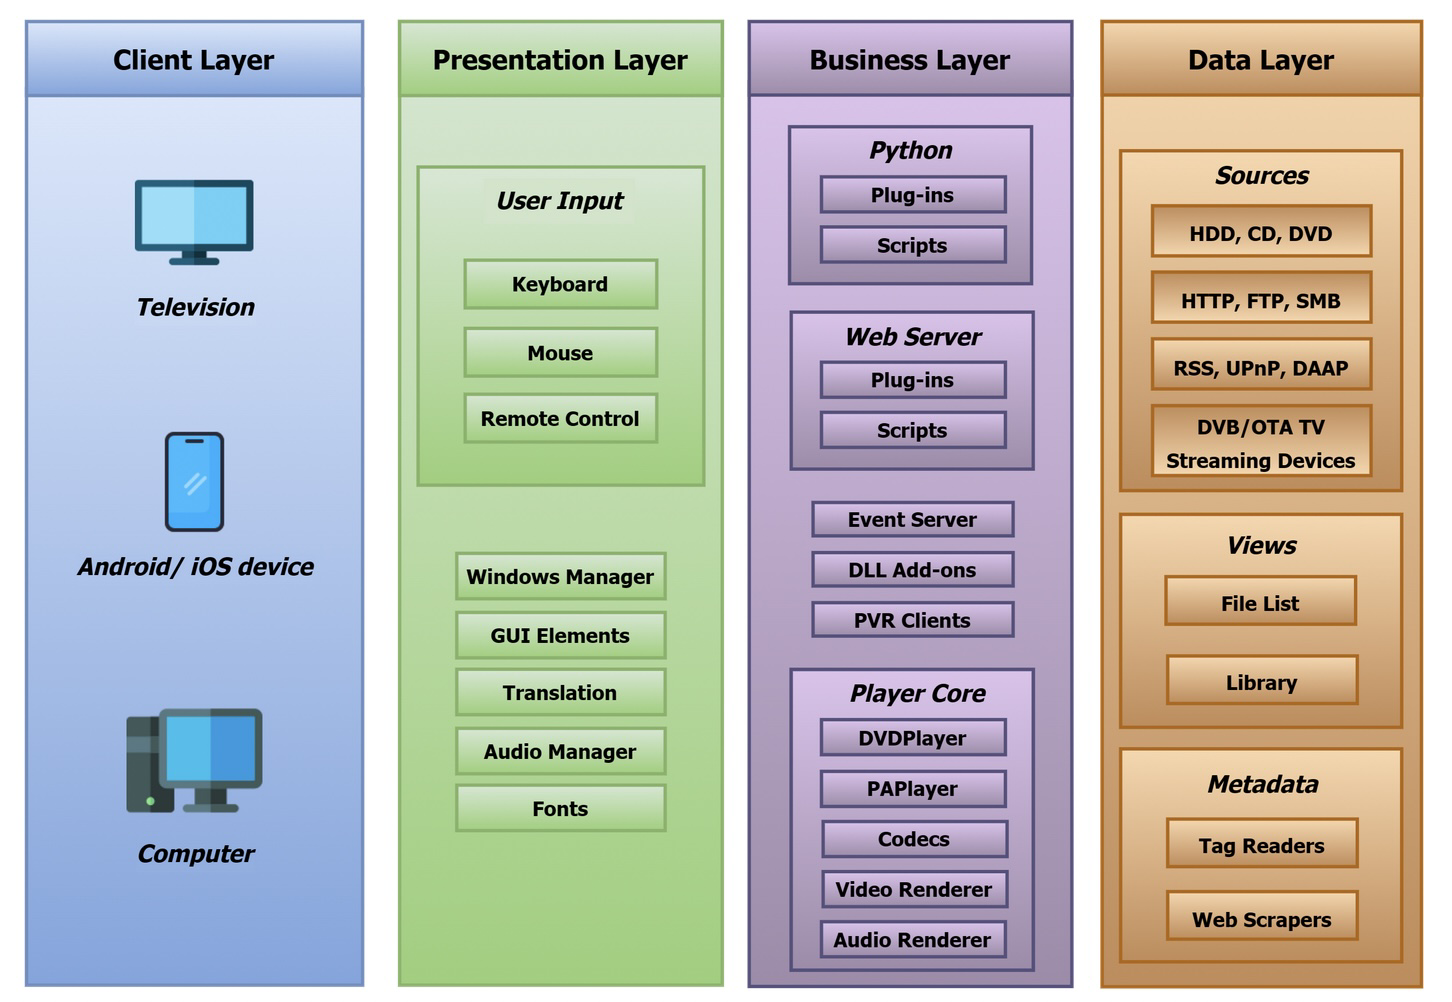 Client Layer
Television
Android/ iOS device
Computer
Presentation Layer
User Input
Keyboard
Mouse
Remote Control
Windows Manager
GUI Elements
Translation
Audio Manager
Fonts
Business Layer
Python
Plug-ins
Scripts
Web Server
Plug-ins
Scripts
Event Server
DLL Add-ons
PVR Clients
Player Core
DVDPlayer
PAPlayer
Codecs
Video Renderer
Audio Renderer
Data Layer
Sources
HDD, CD, DVD
HTTP, FTP, SMB
RSS, UPnP, DAAP
DVB/OTA TV
Streaming Devices
Views
File List
Library
Metadata
Tag Readers
Web Scrapers